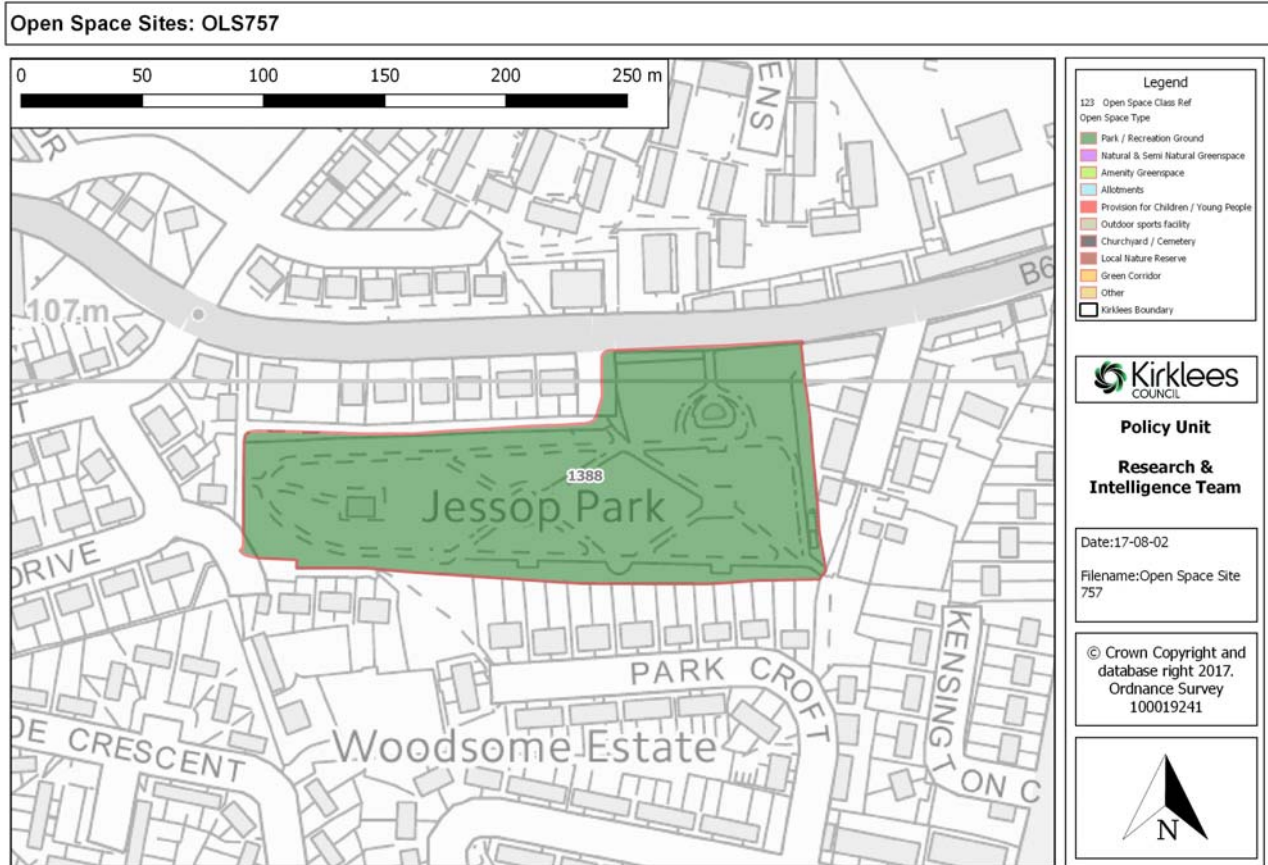 Open Space Sites: OLS757
0 50 100 150 200 250 m
ENS
OR
107m
B6
1388
Jessop Park
DRIVE
PARK CROFT
KENSINGTON C
Woodsome Estate
DE CRESCENT
Legend
123 Open Space Class Ref
Open Space Type
Park / Recreation Ground
Natural & Semi Natural Greenspace
Amenity Greenspace
Allotments
Provision for Children / Young People
Outdoor sports facility
Churchyard / Cemetery
Local Nature Reserve
Green Corridor
Other
Kirklees Boundary
Kirklees
COUNCIL
Policy Unit
Research &
Intelligence Team
Date:17-08-02
Filename:Open Space Site
757
© Crown Copyright and
database right 2017.
Ordnance Survey
100019241
N